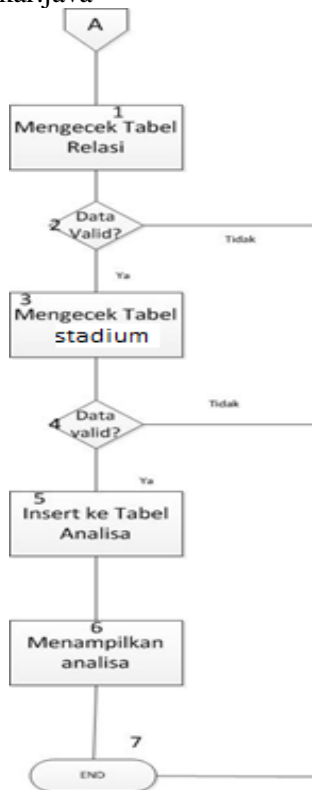 A
1
Mengecek Tabel
Relasi
2
Data
Valid?
Tidak
Ya
3
Mengecek Tabel
stadium
4
Data
valid?
Tidak
Ya
5
Insert ke Tabel
Analisa
6
Menampilkan
analisa
7
END